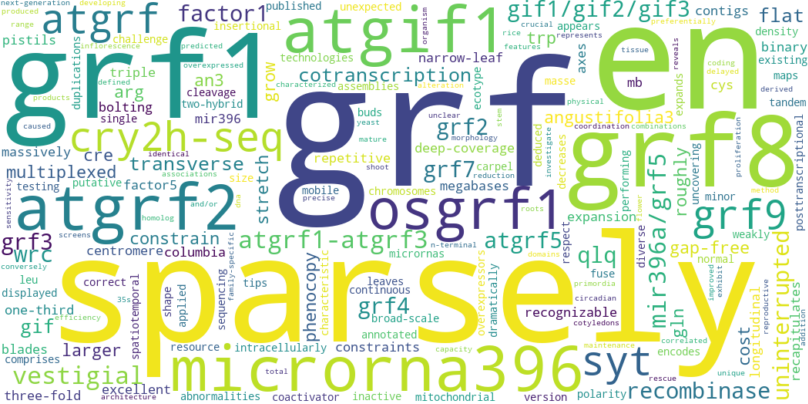 next-generation developing
produced
range
atgrf
factor1
published unexpected
insertional
pistils
challenge
inflorescence
predicted
overexpressed
duplications
technologies
atgif1
organism
narrow-leaf
gif1/gif2/gif3
trp
appears
crucial
rice
features
preferentially
contigs
flat
density
binary
existing
maps
derived
tandem
en
grf1
grf
triple
defined
arg
an3
grow
cotranscription
assemblies
characterized
alteration
ecotype
axes
masse
expands
tissue
represents
reveals
mb
cys
coding
delayed
unique
physical
products
bolting
cleavage
single
two-hybrid
caused
mir396
buds
yeast
mature
unclear
morphology
grf2
angustifolia3
coordination
combinations
cry2h-seq
identical
associations
repetitive
shoot
deep-coverage
carpel
reduction
stem
deduced
investigate
grf8
proliferation
method
massively
cre
transverse
multiplexed
stretch
size
mobile
precise
chromosomes
megabases
grf7
decreases
roughly
performing
uncovering
testing
putative
factor5
and/or
dna
homolog
sensitivity
screens
atgrf2
osgrf1
roots
expansion
minor
mir396a/grf5
posttranscriptional
grf9
grf3
constrain
centromere
columbia
atgrf1-atgrf3
n-terminal
micrornas
atgrf5
respect
diverse
weakly
flower
wrc
qlq
gap-free
normal
domains
primordia
circadian
cotyledons
fuse
conversely
leu
displayed
one-third
gif
correct
35s
shape
spatiotemporal
applied
sequencing
family-specific
tips
phenocopy
characteristic
leaves
continuous
grf4
broad-scale
annotated
constraints
overexpressors
dramatically
recognizable
exhibit
improved
cost
longitudinal
reproductive
addition
uninterrupted
recapitulates
sparsely
blades
larger
efficiency
resource
intracellularly
capacity
maintenance
correlated
encodes
gln
rescue
comprises
vestigial
microrna396
syt
recombinase
three-fold
excellent
architecture
abnormalities
total
coactivator
inactive
mitochondrial
version
polarity